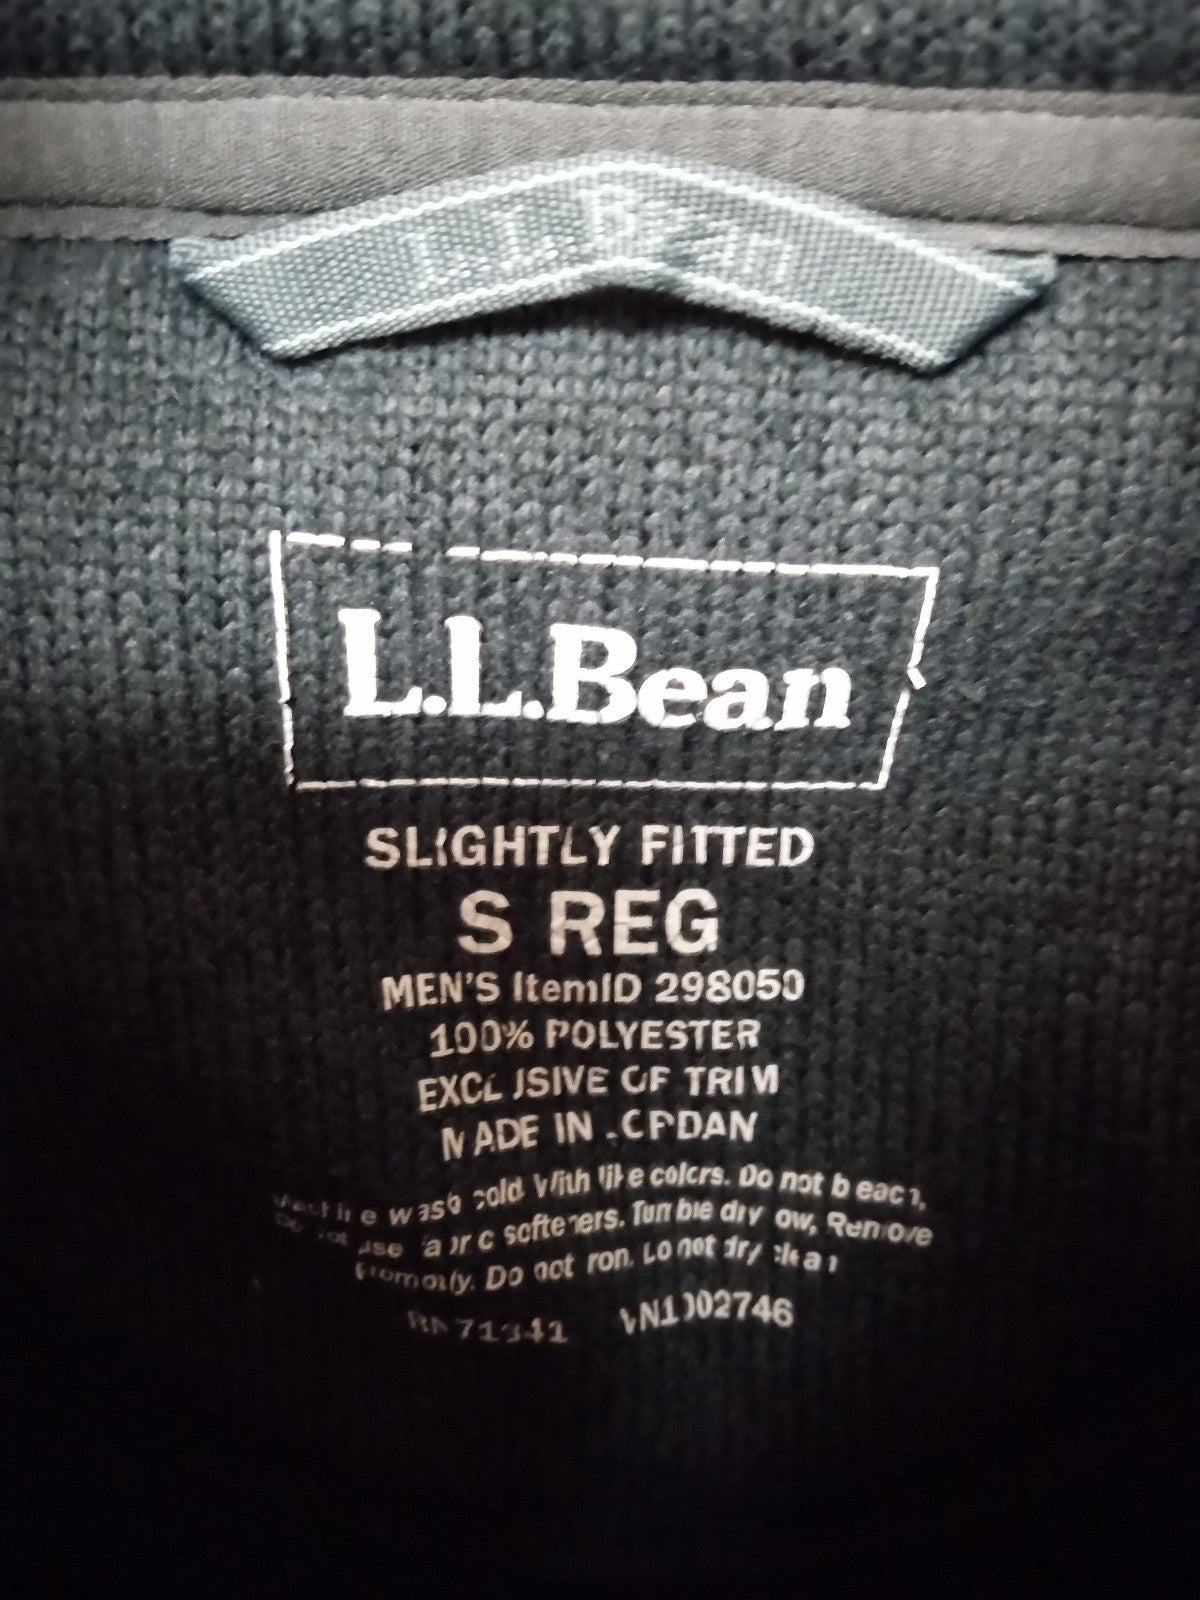 L.L.Bean
L.L.Bean
SLIGHTLY FITTED
S REG
MEN'S ItemID 298050
100% POLYESTER
EXCLUSIVE OF TRIM
MADE IN JORDAN
Machine wash cold With like colors. Do not bleach,
Do not use fabric softeners. Tumble dry low, Remove
Promptly. Do not iron. Do not dry clean
RN 71341 VN1002746